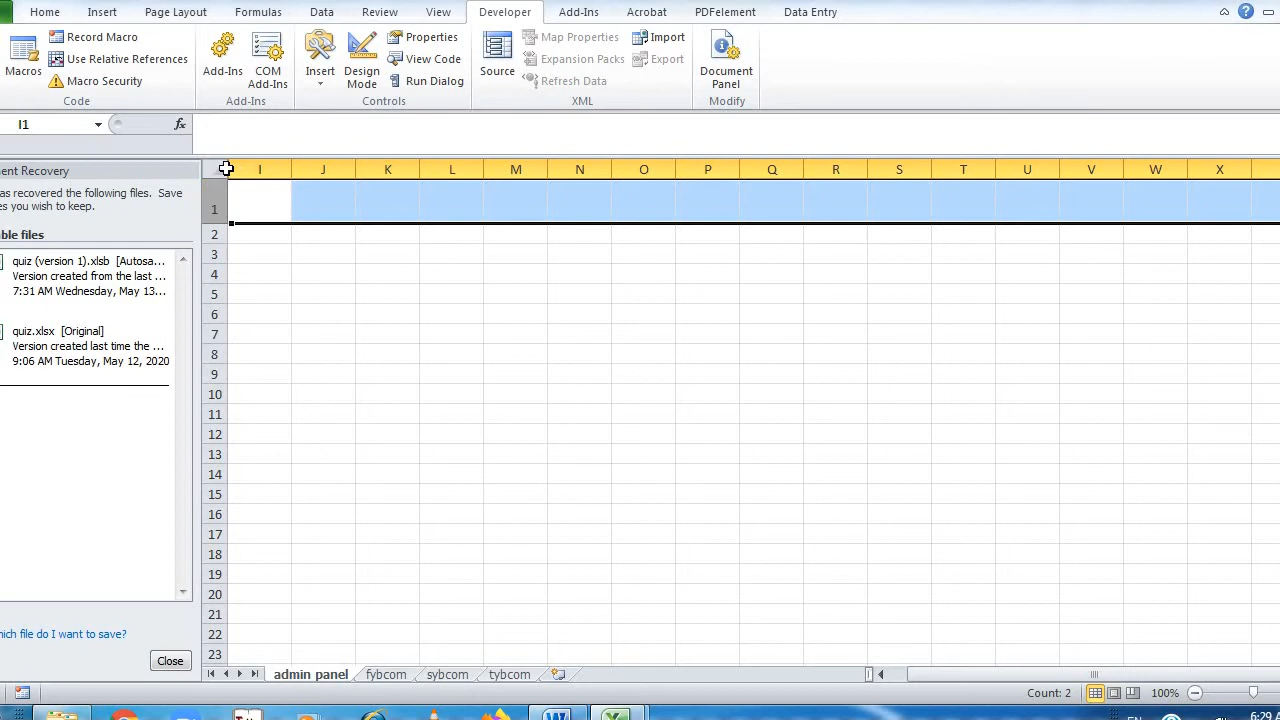 Home Insert Page Layout Formulas Data Review View Developer Add-Ins Acrobat PDFelement Data Entry
Macros
Record Macro
Use Relative References
Macro Security
Code
Add-Ins
COM
Add-Ins
Add-Ins
Insert
Design
Mode
Properties
View Code
Run Dialog
Controls
Source
Map Properties
Expansion Packs
Refresh Data
Import
Export
XML
Document
Panel
Modify
I1
fx
I J K L M N O P Q R S T U V W X
ent Recovery
as recovered the following files. Save
es you wish to keep.
ble files
quiz (version 1).xlsb [Autosa...
Version created from the last ...
7:31 AM Wednesday, May 13...
quiz.xlsx [Original]
Version created last time the ...
9:06 AM Tuesday, May 12, 2020
hich file do I want to save?
Close
1
2
3
4
5
6
7
8
9
10
11
12
13
14
15
16
17
18
19
20
21
22
23
admin panel fybcom sybcom tybcom
Count: 2 100%
EN 6:29